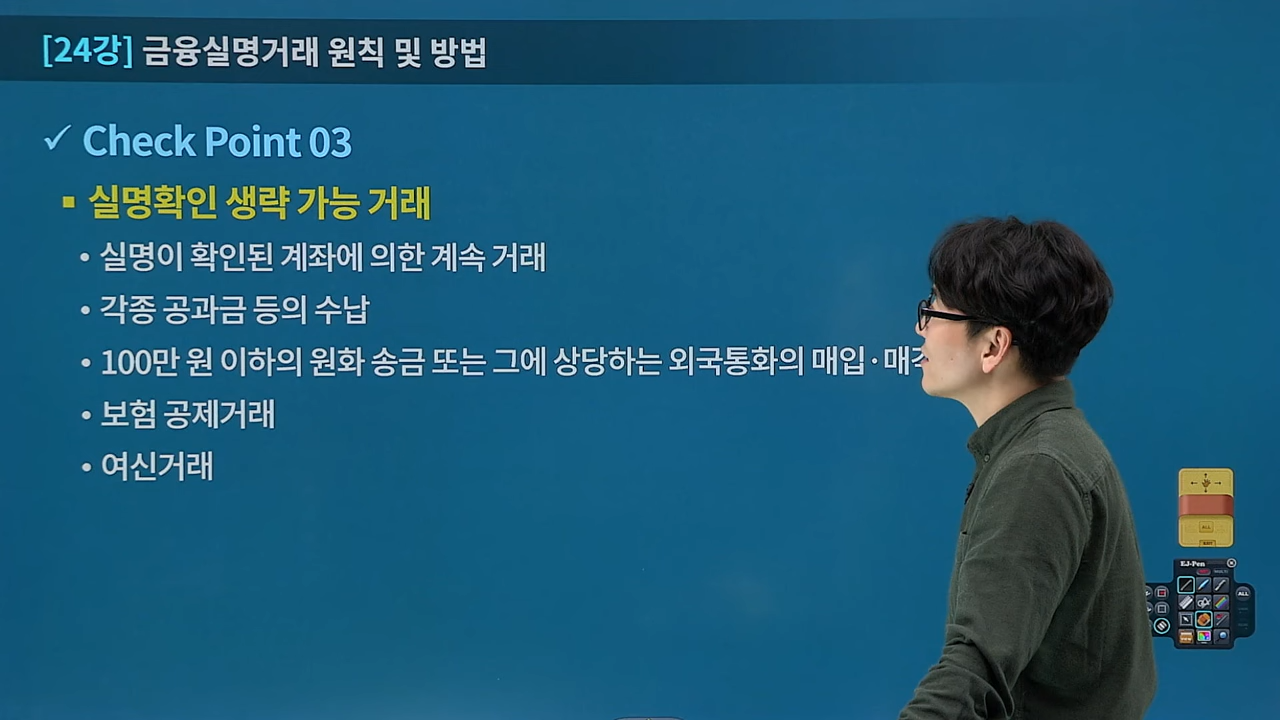 [24강] 금융실명거래 원칙 및 방법
✓ Check Point 03
▪ 실명확인 생략 가능 거래
• 실명이 확인된 계좌에 의한 계속 거래
• 각종 공과금 등의 수납
• 100만 원 이하의 원화 송금 또는 그에 상당하는 외국통화의 매입·
• 보험 공제거래
• 여신거래
ALL
EJ-Pen
ALL